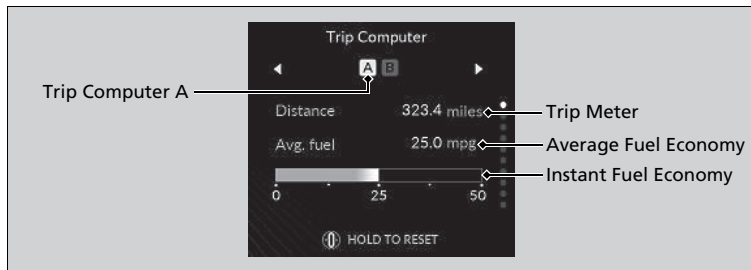 Trip Computer
A B
Trip Computer A
Distance 323.4 miles
Trip Meter
Avg. fuel 25.0 mpg
Average Fuel Economy
Instant Fuel Economy
0 25 50
HOLD TO RESET